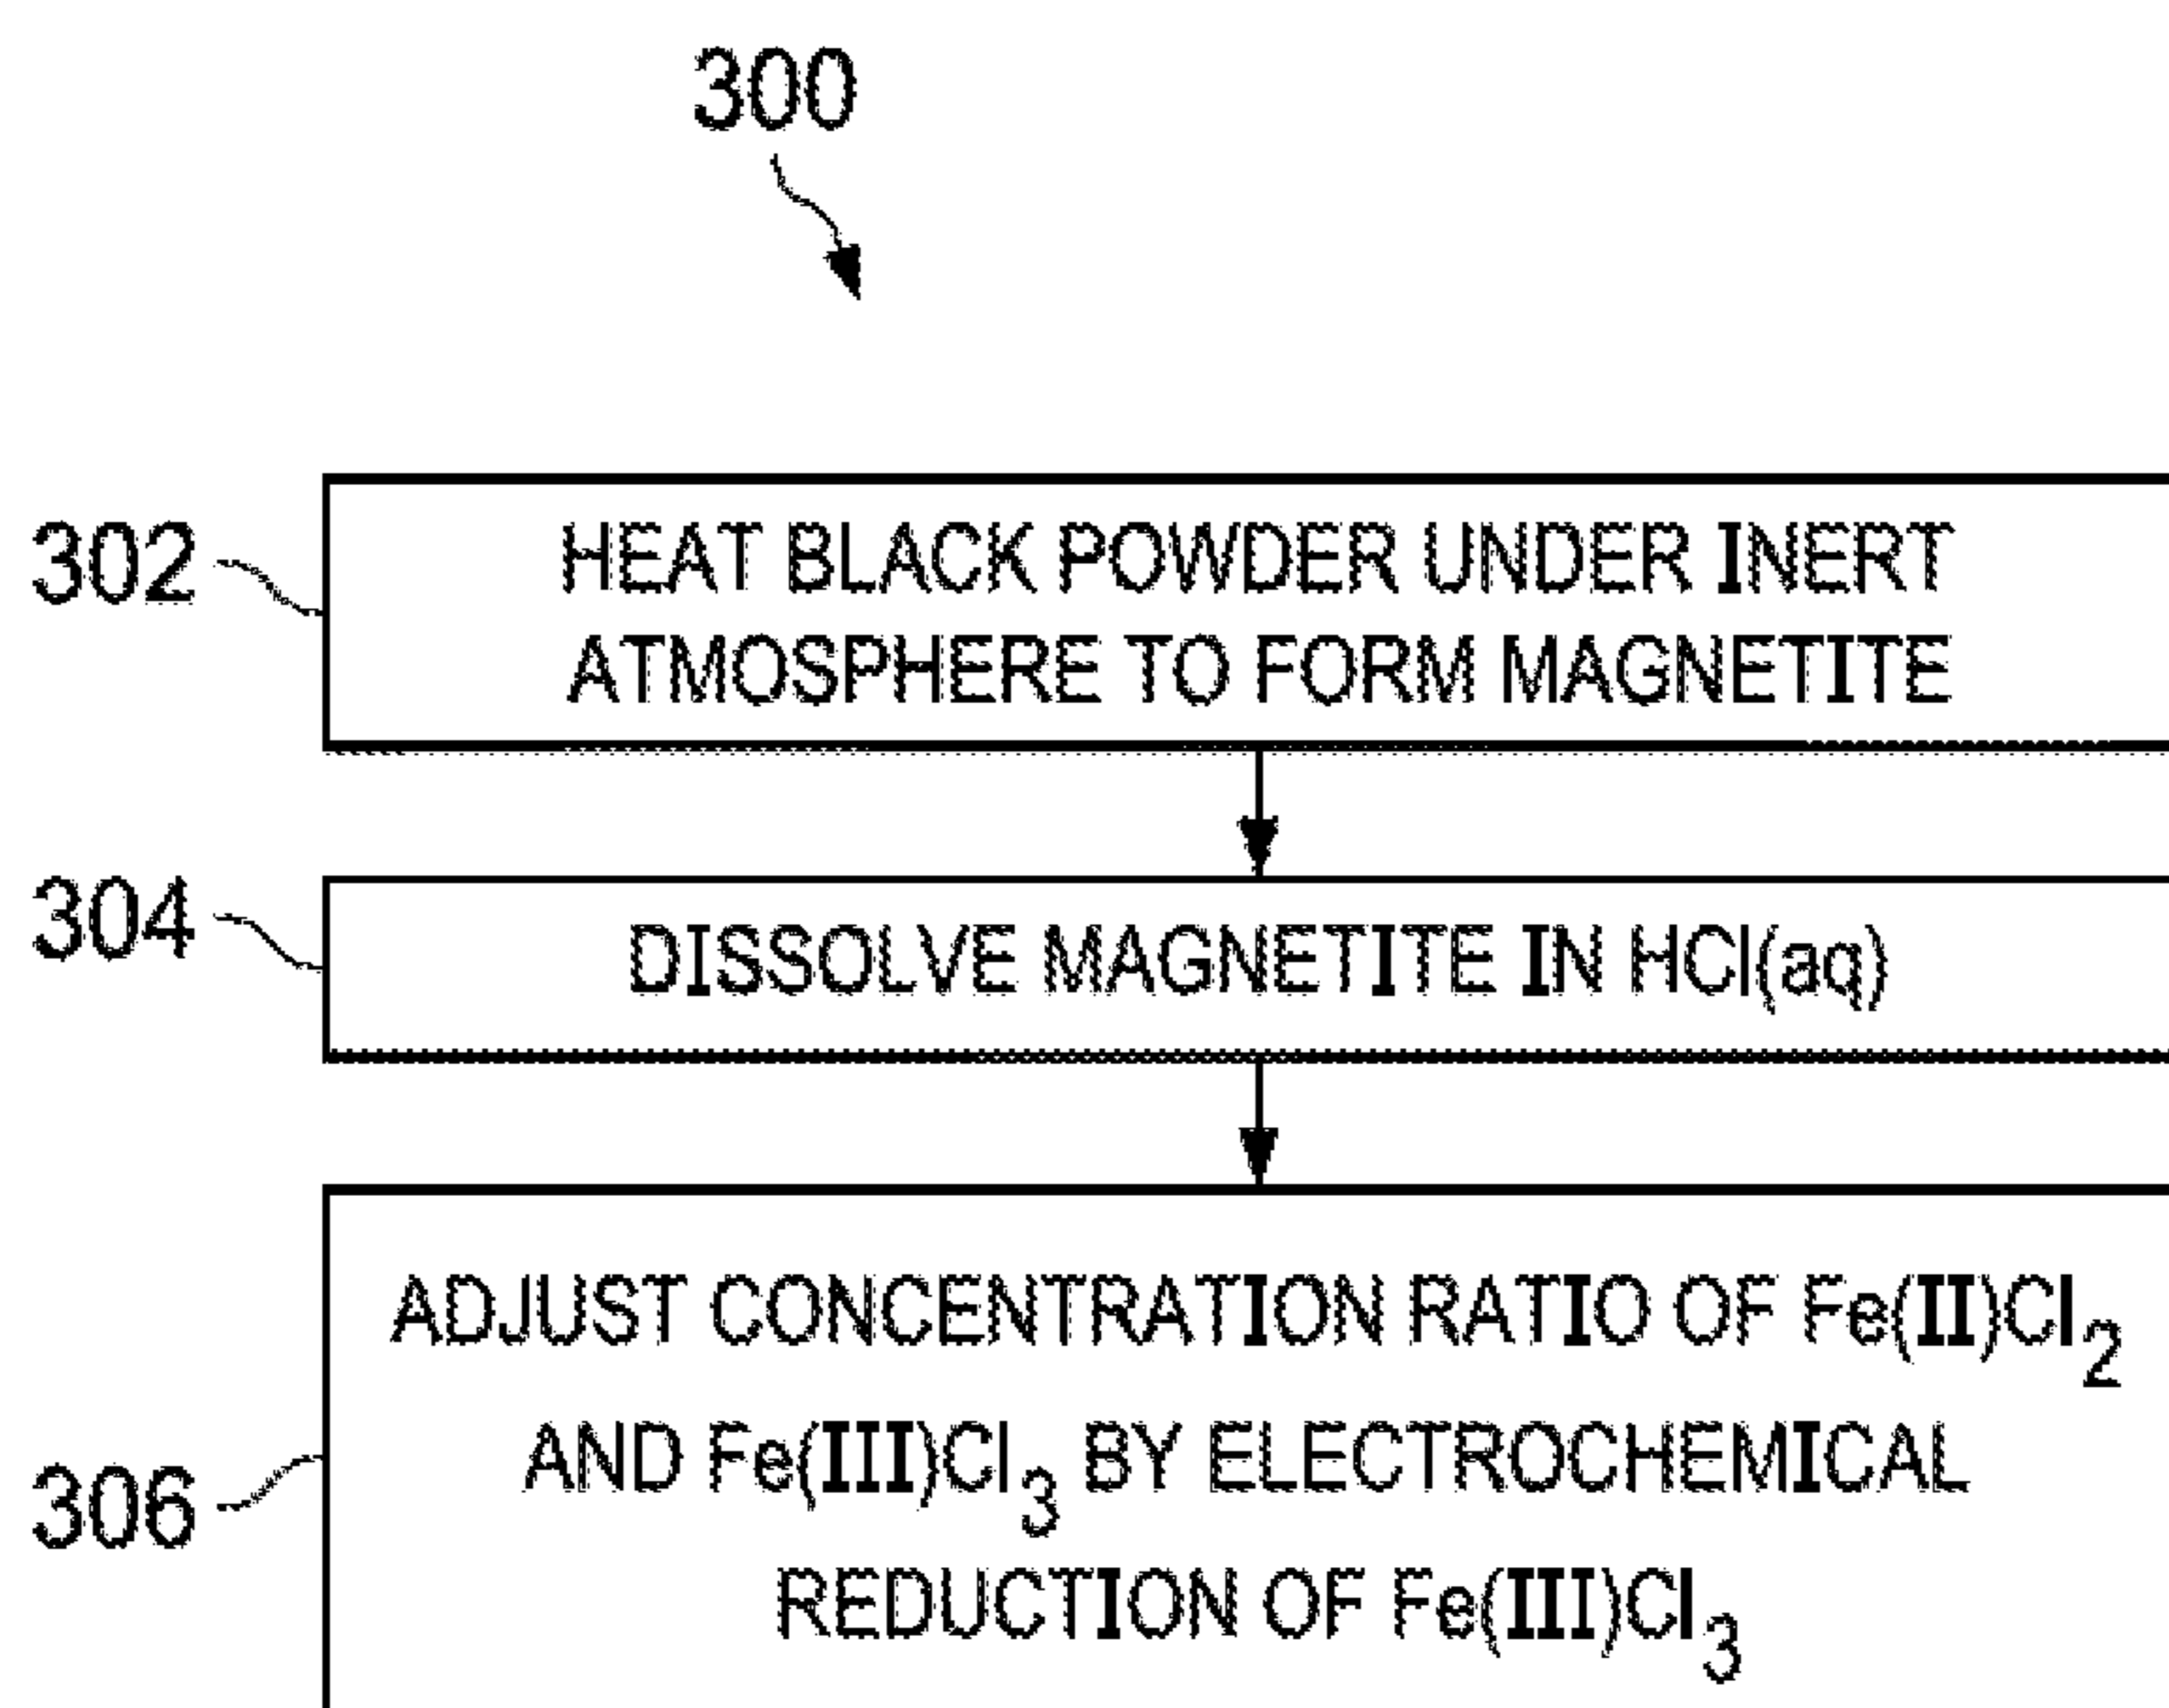 300
302
HEAT BLACK POWDER UNDER INERT
ATMOSPHERE TO FORM MAGNETITE
304
DISSOLVE MAGNETITE IN HCl(aq)
306
ADJUST CONCENTRATION RATIO OF Fe(II)Cl₂
AND Fe(III)Cl₃ BY ELECTROCHEMICAL
REDUCTION OF Fe(III)Cl₃